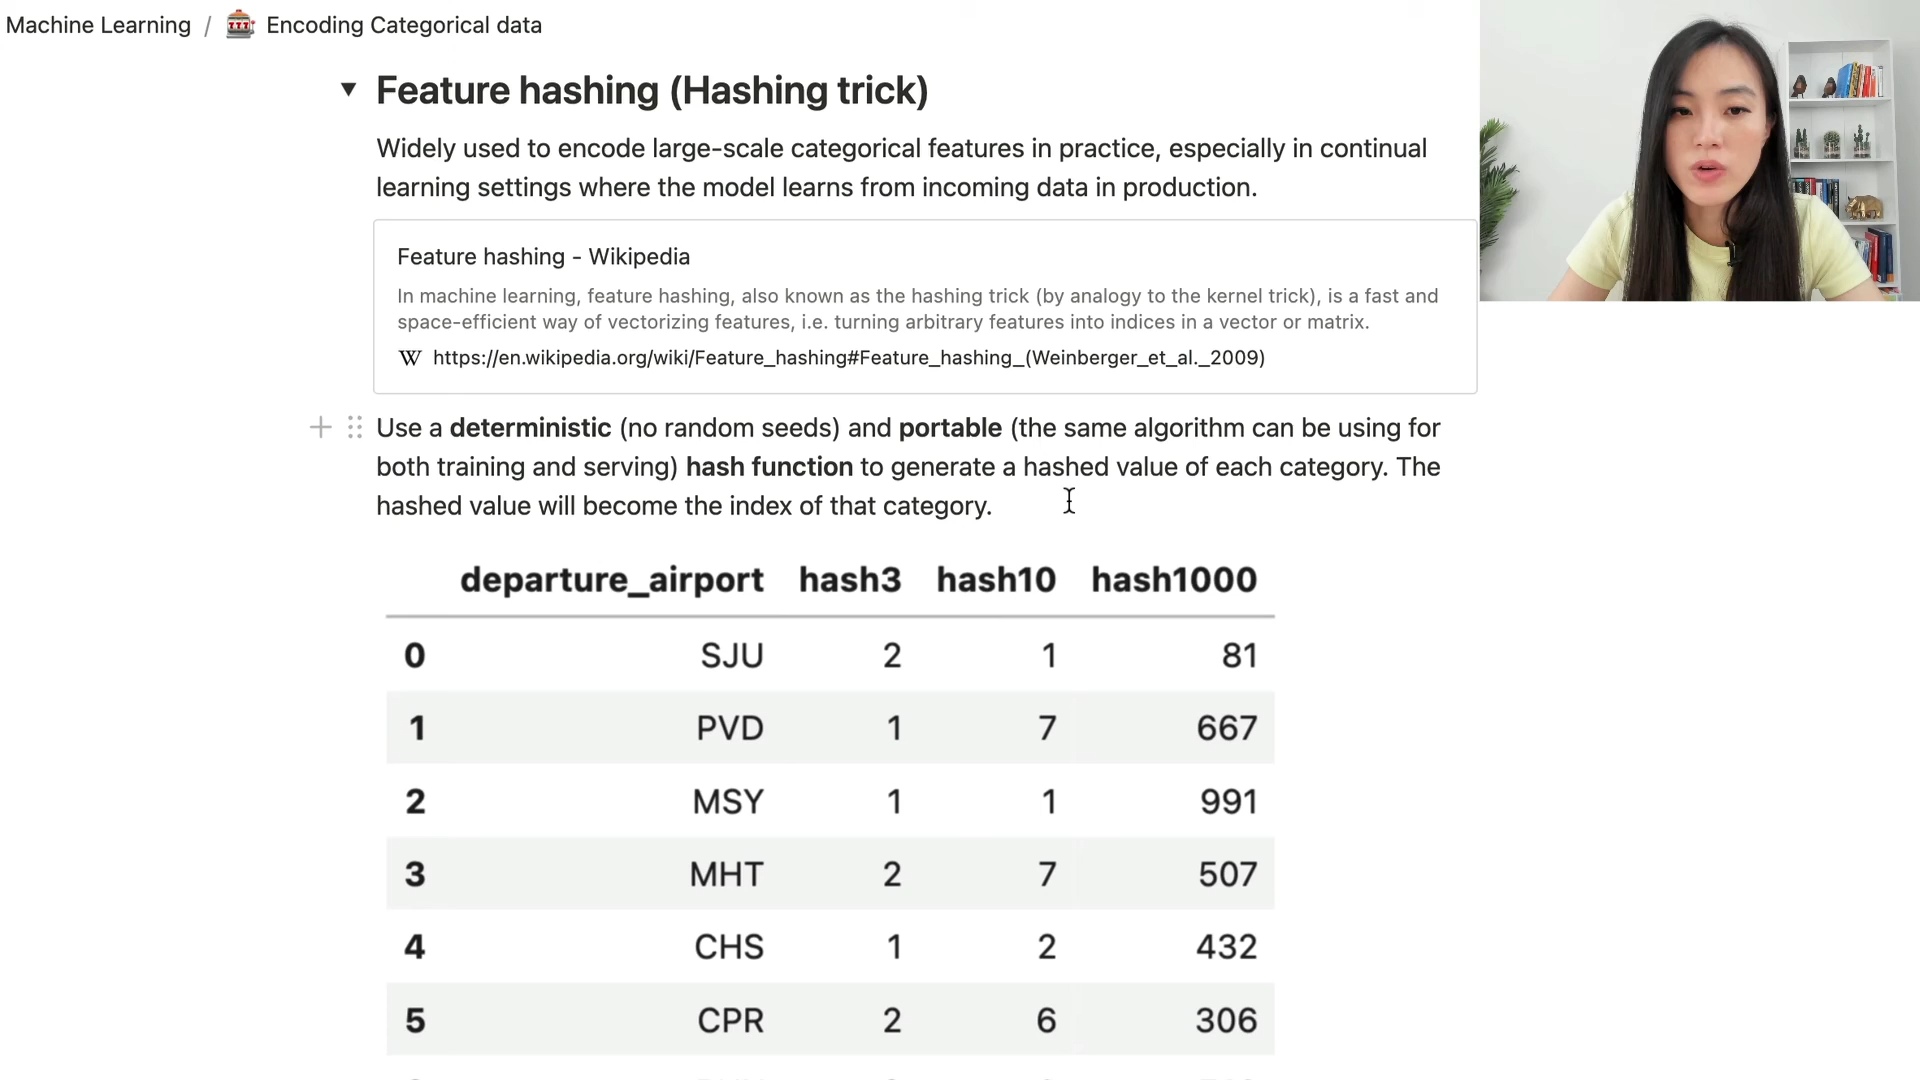 Machine Learning / Encoding Categorical data
Feature hashing (Hashing trick)
Widely used to encode large-scale categorical features in practice, especially in continual
learning settings where the model learns from incoming data in production.
Feature hashing - Wikipedia
In machine learning, feature hashing, also known as the hashing trick (by analogy to the kernel trick), is a fast and
space-efficient way of vectorizing features, i.e. turning arbitrary features into indices in a vector or matrix.
W https://en.wikipedia.org/wiki/Feature_hashing#Feature_hashing_(Weinberger_et_al._2009)
Use a deterministic (no random seeds) and portable (the same algorithm can be using for
both training and serving) hash function to generate a hashed value of each category. The
hashed value will become the index of that category.
departure_airport hash3 hash10 hash1000
0 SJU 2 1 81
1 PVD 1 7 667
2 MSY 1 1 991
3 MHT 2 7 507
4 CHS 1 2 432
5 CPR 2 6 306